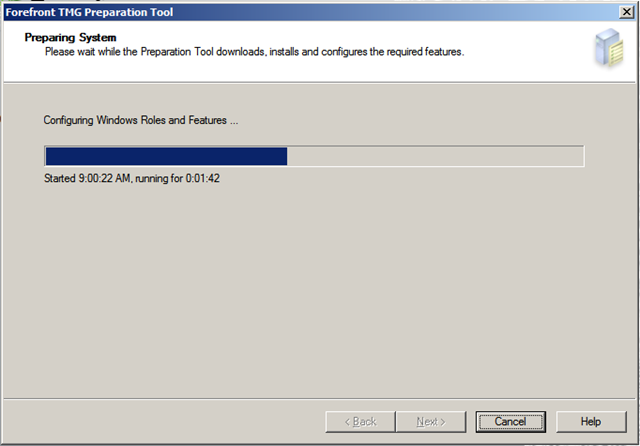 Forefront TMG Preparation Tool
Preparing System
Please wait while the Preparation Tool downloads, installs and configures the required features.
Configuring Windows Roles and Features ...
Started 9:00:22 AM, running for 0:01:42
< Back
Next >
Cancel
Help